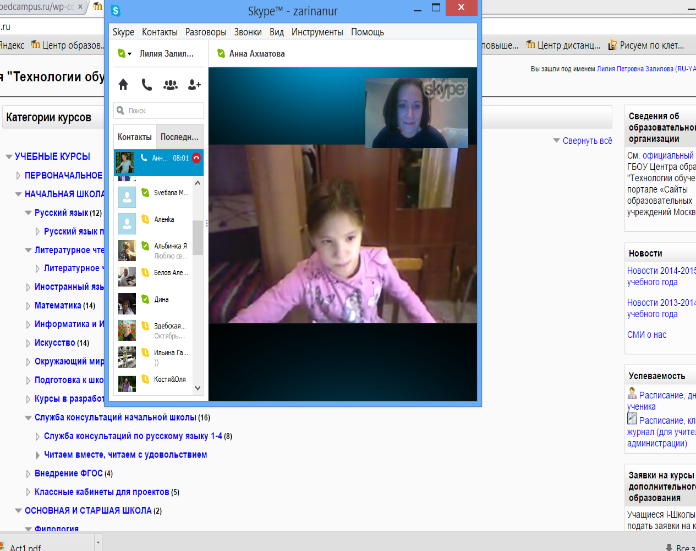 pedcampus.ru/wp-co
.ru
Яндекс
Центр образов...
Центр дистанц...
Рисуем по клет...
Вы зашли под именем Лилия Петровна Залилова (RU-YA
я "Технологии обу
Категории курсов
Свернуть всё
УЧЕБНЫЕ КУРСЫ
ПЕРВОНАЧАЛЬНОЕ
НАЧАЛЬНАЯ ШКОЛА
Русский язык (12)
Русский язык п
Литературное чте
Литературное ч
Иностранный язы
Математика (14)
Информатика и И
Искусство (14)
Окружающий мир
Подготовка к шко
Курсы в разработ
Служба консультаций начальной школы (16)
Служба консультаций по русскому языку 1-4 (8)
Читаем вместе, читаем с удовольствием
Внедрение ФГОС (4)
Классные кабинеты для проектов (5)
ОСНОВНАЯ И СТАРШАЯ ШКОЛА (2)
Филология
Act1.pdf
Skype™ - zarinanur
Skype Контакты Разговоры Звонки Вид Инструменты Помощь
Лилия Залил...
Анна Ахматова
Поиск
Контакты
Последн...
Анн... 08:01
Svetlana M...
Аленка
Альбинка Я
Люблю се...
Белов Але...
Дина
Здебская...
Октябрь...
Ильина Га...
))
Костя&Оля
skype
Сведения об
образовательной
организации
См. официальный
ГБОУ Центра обра
"Технологии обуче
портале «Сайты
образовательных
учреждений Москв
Новости
Новости 2014-2015
учебного года
Новости 2013-2014
учебного года
СМИ о нас
Успеваемость
Расписание, дн
ученика
Расписание, кл
журнал (для учител
администрации)
Заявки на курсы
дополнительного
образования
Учащиеся i-Школы
подать заявки на к
Все з